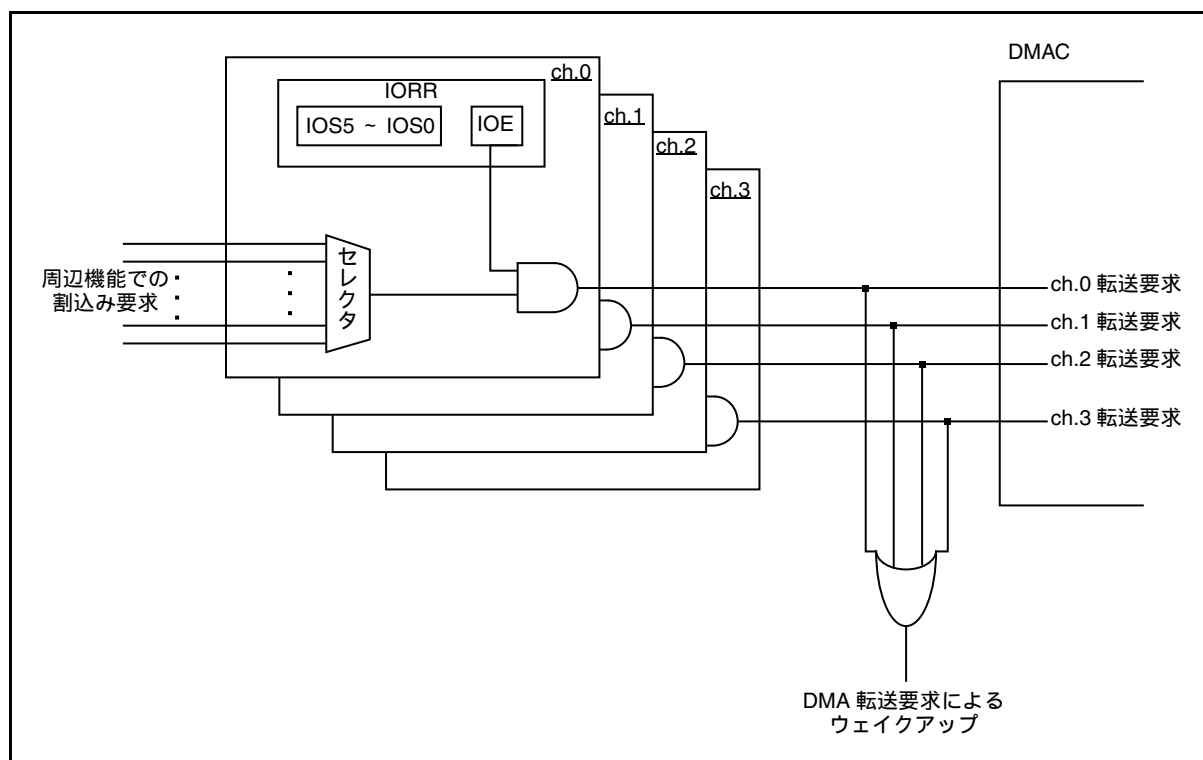 DMAC
ch.0
IORR
IOS5 ~ IOS0
IOE
ch.1
ch.2
ch.3
セレクタ
周辺機能での
割込み要求
ch.0 転送要求
ch.1 転送要求
ch.2 転送要求
ch.3 転送要求
DMA 転送要求による
ウェイクアップ